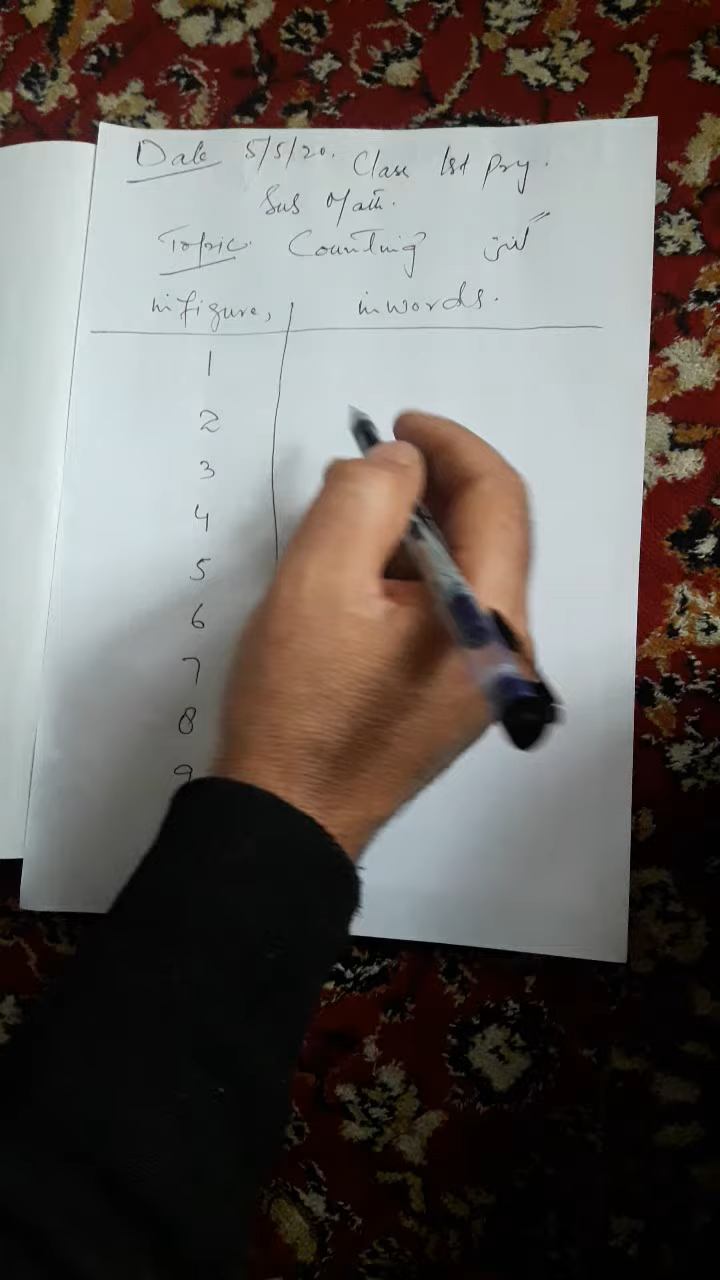 Date 5/5/20. Class 1st Pry.
Sub Math.
Topic. Counting گنتی
in figure, in words.
1
2
3
4
5
6
7
8
9